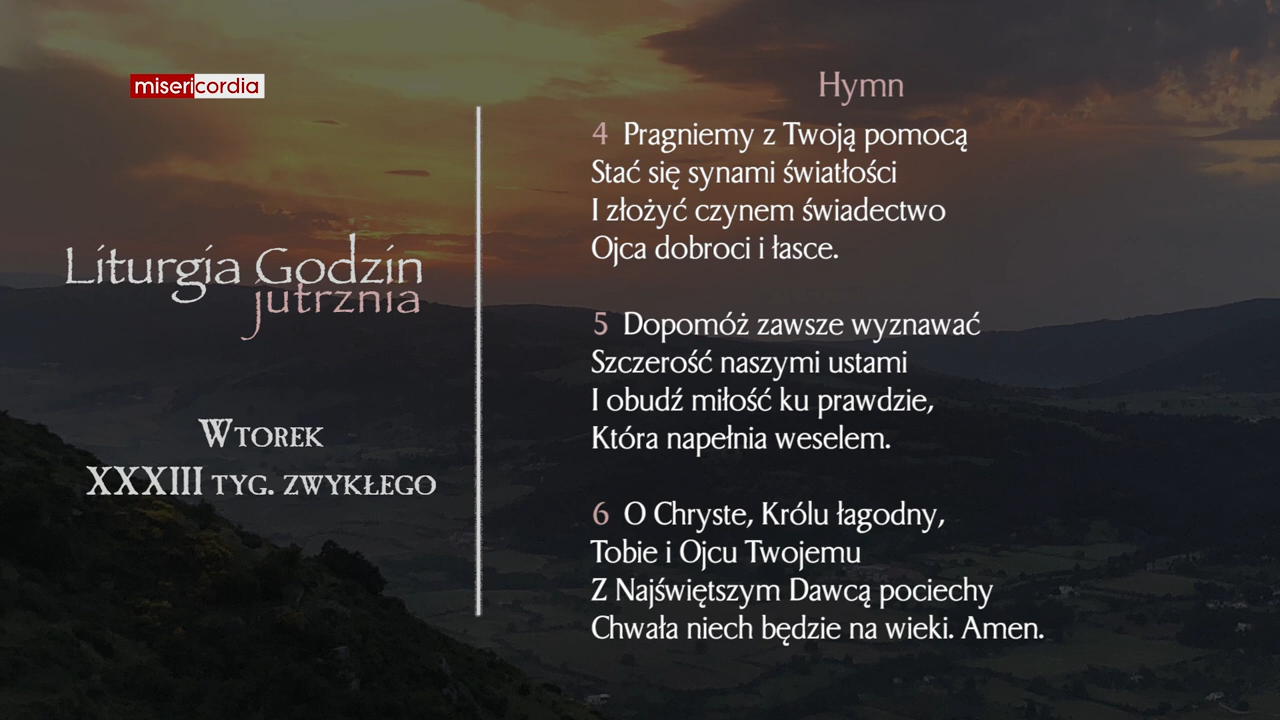 misericordia
Liturgia Godzin
jutrznia
Wtorek
XXXIII tyg. zwykłego
Hymn
4 Pragniemy z Twoją pomocą
Stać się synami światłości
I złożyć czynem świadectwo
Ojca dobroci i łasce.
5 Dopomóż zawsze wyznawać
Szczerość naszymi ustami
I obudź miłość ku prawdzie,
Która napełnia weselem.
6 O Chryste, Królu łagodny,
Tobie i Ojcu Twojemu
Z Najświętszym Dawcą pociechy
Chwała niech będzie na wieki. Amen.